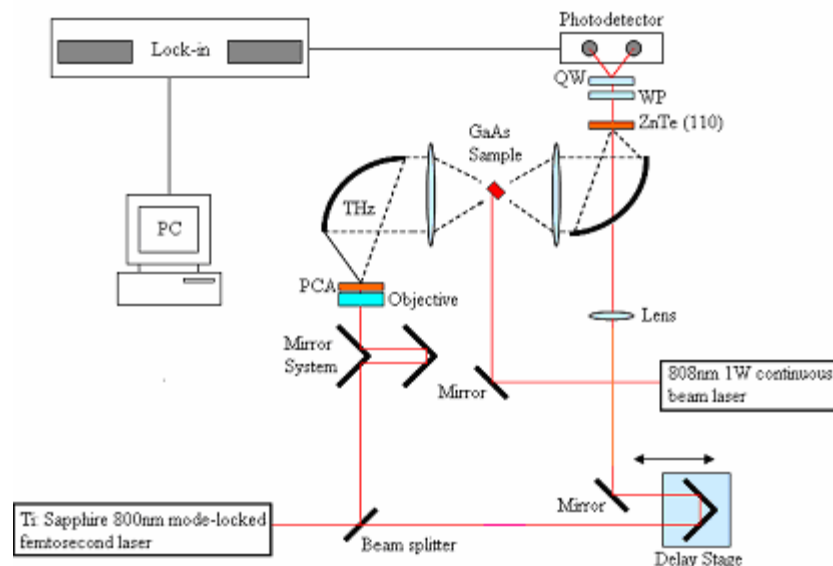 Photodetector
Lock-in
QW
WP
ZnTe (110)
GaAs
Sample
THz
PC
PCA
Objective
Lens
Mirror
System
Mirror
808nm 1W continuous
beam laser
Mirror
Ti: Sapphire 800nm mode-locked
femtosecond laser
Beam splitter
Delay Stage